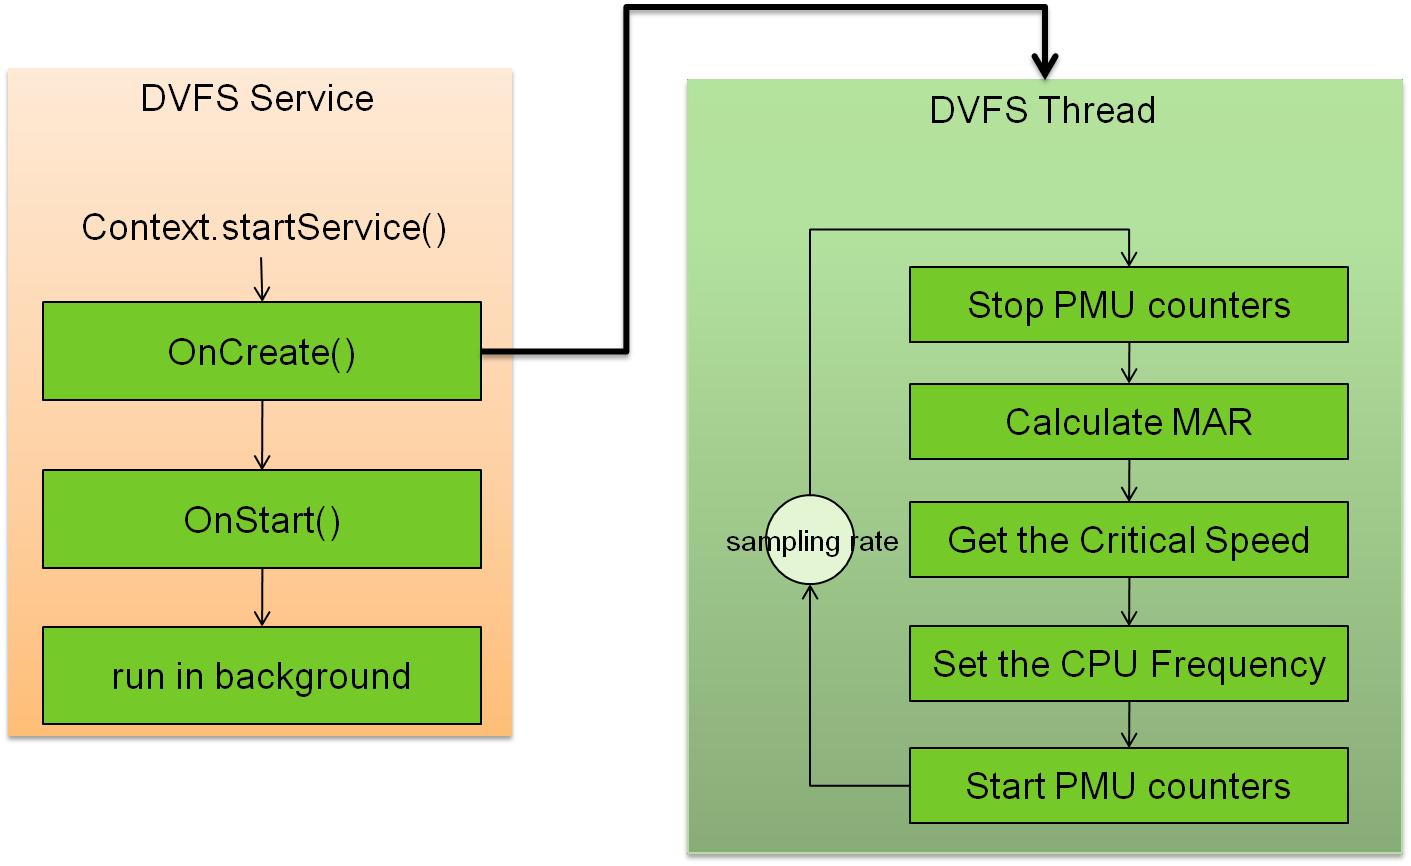 DVFS Service
Context.startService()
OnCreate()
OnStart()
run in background
DVFS Thread
Stop PMU counters
Calculate MAR
Get the Critical Speed
Set the CPU Frequency
Start PMU counters
sampling rate